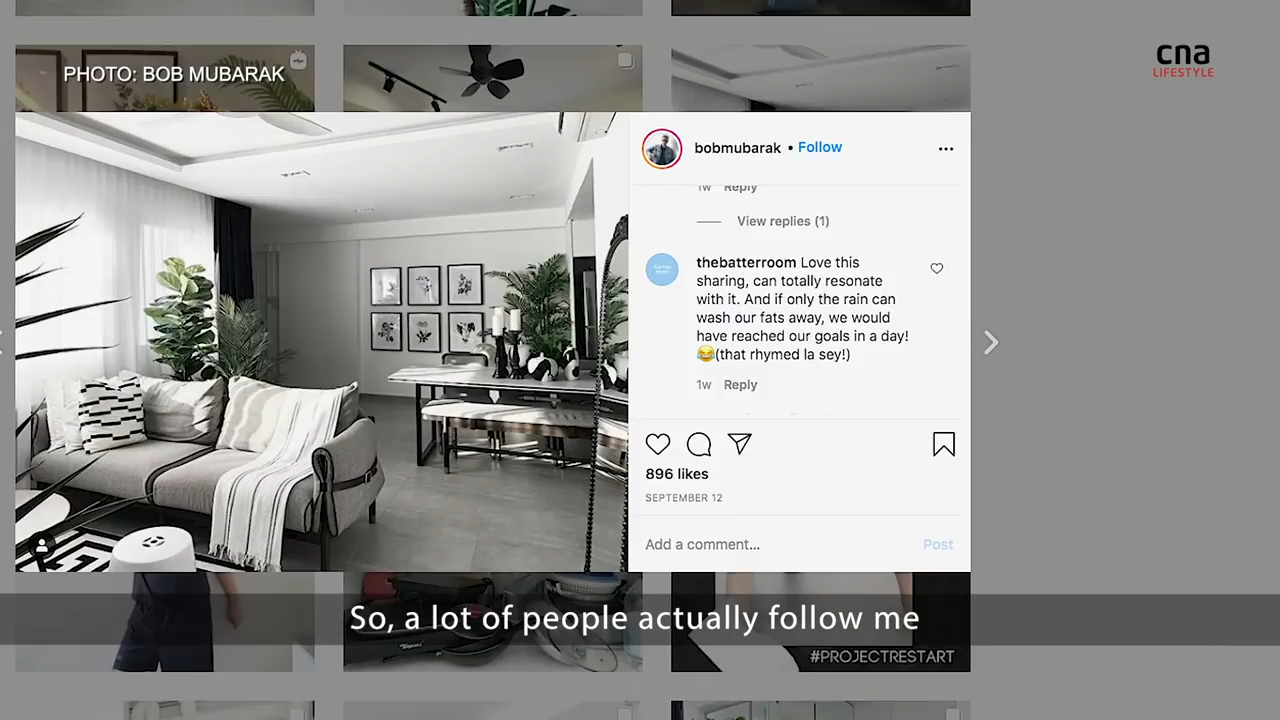 PHOTO: BOB MUBARAK
cna
LIFESTYLE
bobmubarak • Follow
1w Reply
View replies (1)
thebatterroom Love this
sharing, can totally resonate
with it. And if only the rain can
wash our fats away, we would
have reached our goals in a day!
😂(that rhymed la sey!)
1w Reply
896 likes
SEPTEMBER 12
Add a comment... Post
So, a lot of people actually follow me
#PROJECTRESTART